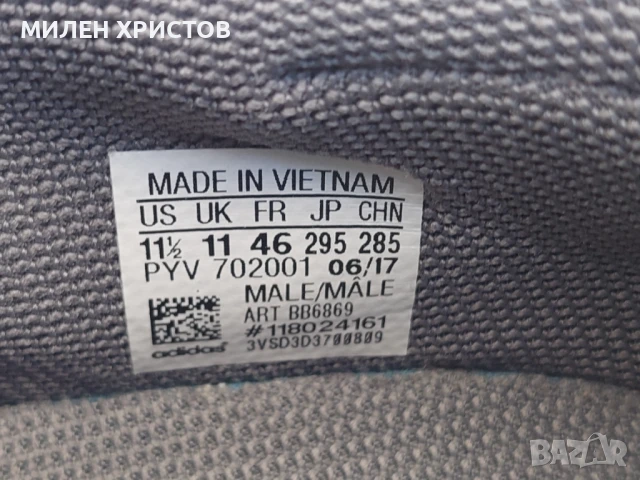 МИЛЕН ХРИСТОВ
MADE IN VIETNAM
US UK FR JP CHN
11½ 11 46 295 285
PYV 702001 06/17
MALE/MÂLE
ART BB6869
#118024161
adidas 3VSD3D3700809
BAZAR